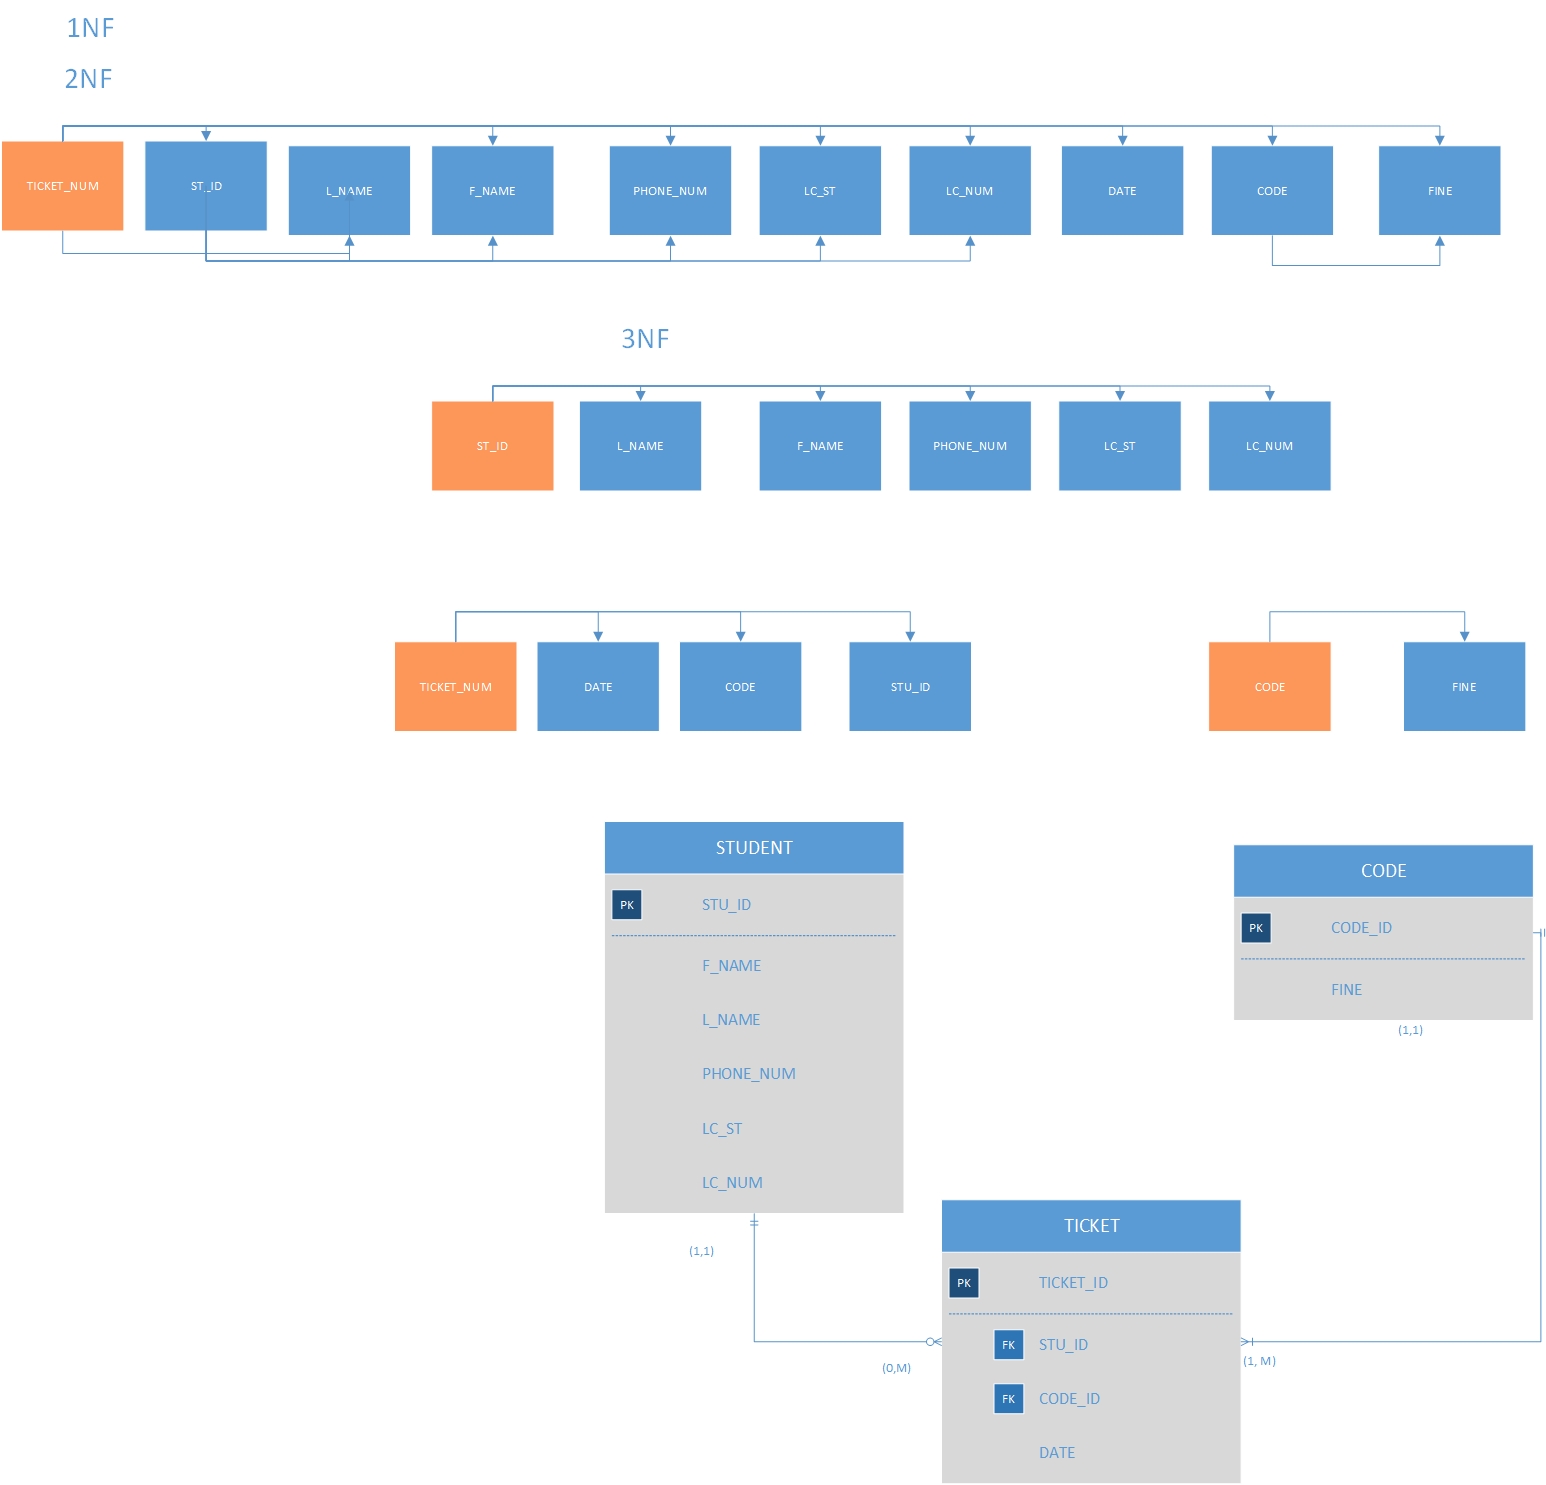 1NF
2NF
TICKET_NUM
ST_ID
L_NAME
F_NAME
PHONE_NUM
LC_ST
LC_NUM
DATE
CODE
FINE
3NF
ST_ID
L_NAME
F_NAME
PHONE_NUM
LC_ST
LC_NUM
TICKET_NUM
DATE
CODE
STU_ID
CODE
FINE
STUDENT
PK STU_ID
F_NAME
L_NAME
PHONE_NUM
LC_ST
LC_NUM
(1,1)
CODE
PK CODE_ID
FINE
(1,1)
TICKET
PK TICKET_ID
FK STU_ID
FK CODE_ID
DATE
(0,M)
(1, M)